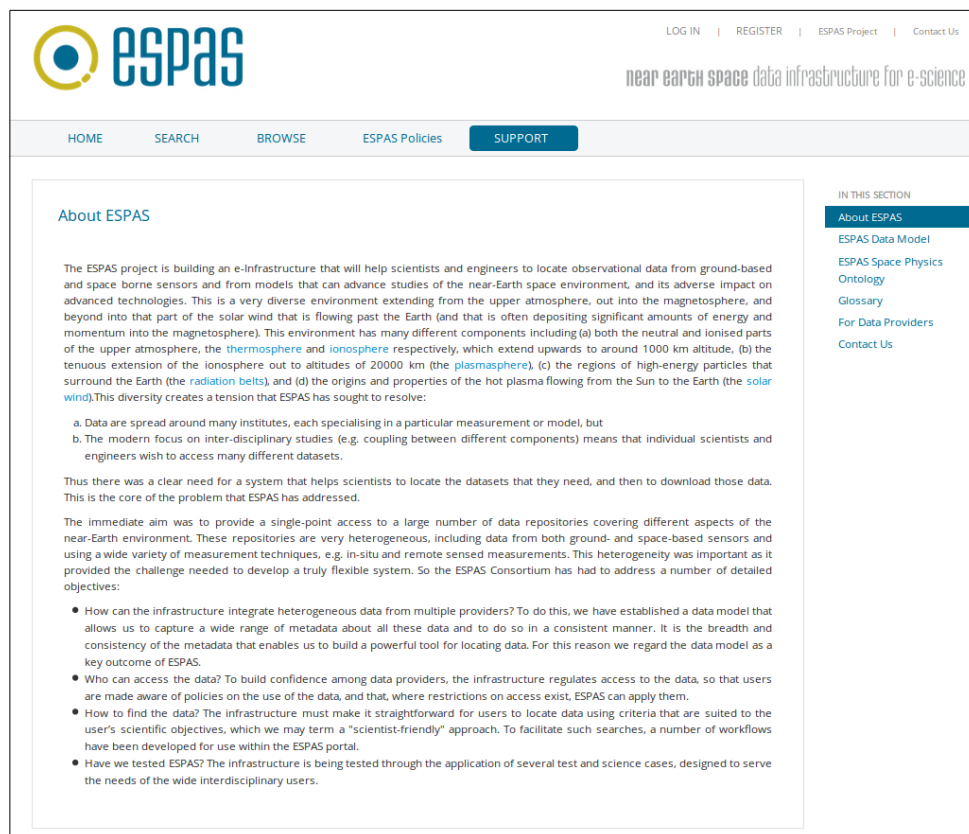 espas
LOG IN | REGISTER | ESPAS Project | Contact Us
near earth space data infrastructure for e-science
HOME SEARCH BROWSE ESPAS Policies SUPPORT
About ESPAS
The ESPAS project is building an e-Infrastructure that will help scientists and engineers to locate observational data from ground-based
and space borne sensors and from models that can advance studies of the near-Earth space environment, and its adverse impact on
advanced technologies. This is a very diverse environment extending from the upper atmosphere, out into the magnetosphere, and
beyond into that part of the solar wind that is flowing past the Earth (and that is often depositing significant amounts of energy and
momentum into the magnetosphere). This environment has many different components including (a) both the neutral and ionised parts
of the upper atmosphere, the thermosphere and ionosphere respectively, which extend upwards to around 1000 km altitude, (b) the
tenuous extension of the ionosphere out to altitudes of 20000 km (the plasmasphere), (c) the regions of high-energy particles that
surround the Earth (the radiation belts), and (d) the origins and properties of the hot plasma flowing from the Sun to the Earth (the solar
wind).This diversity creates a tension that ESPAS has sought to resolve:
a. Data are spread around many institutes, each specialising in a particular measurement or model, but
b. The modern focus on inter-disciplinary studies (e.g. coupling between different components) means that individual scientists and
engineers wish to access many different datasets.
Thus there was a clear need for a system that helps scientists to locate the datasets that they need, and then to download those data.
This is the core of the problem that ESPAS has addressed.
The immediate aim was to provide a single-point access to a large number of data repositories covering different aspects of the
near-Earth environment. These repositories are very heterogeneous, including data from both ground- and space-based sensors and
using a wide variety of measurement techniques, e.g. in-situ and remote sensed measurements. This heterogeneity was important as it
provided the challenge needed to develop a truly flexible system. So the ESPAS Consortium has had to address a number of detailed
objectives:
● How can the infrastructure integrate heterogeneous data from multiple providers? To do this, we have established a data model that
allows us to capture a wide range of metadata about all these data and to do so in a consistent manner. It is the breadth and
consistency of the metadata that enables us to build a powerful tool for locating data. For this reason we regard the data model as a
key outcome of ESPAS.
● Who can access the data? To build confidence among data providers, the infrastructure regulates access to the data, so that users
are made aware of policies on the use of the data, and that, where restrictions on access exist, ESPAS can apply them.
● How to find the data? The infrastructure must make it straightforward for users to locate data using criteria that are suited to the
user's scientific objectives, which we may term a "scientist-friendly" approach. To facilitate such searches, a number of workflows
have been developed for use within the ESPAS portal.
● Have we tested ESPAS? The infrastructure is being tested through the application of several test and science cases, designed to serve
the needs of the wide interdisciplinary users.
IN THIS SECTION
About ESPAS
ESPAS Data Model
ESPAS Space Physics
Ontology
Glossary
For Data Providers
Contact Us